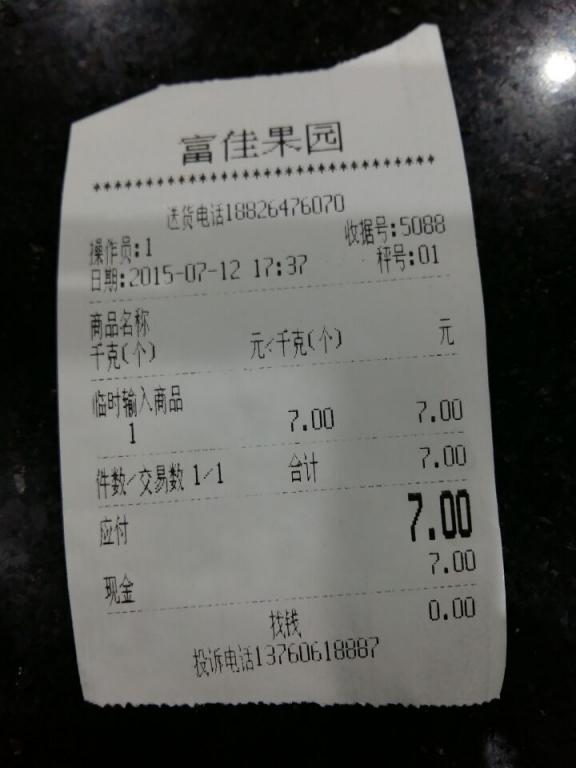 富佳果园
************************************
送货电话18826476070
操作员:1 收据号:5088
日期:2015-07-12 17:37 秤号:01
商品名称
千克(个) 元/千克(个) 元
临时输入商品
1 7.00 7.00
件数/交易数 1/1 合计 7.00
应付 7.00
现金 7.00
找钱 0.00
投诉电话13760618887